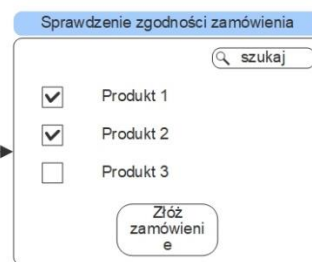 Sprawdzenie zgodności zamówienia
szukaj
Produkt 1
Produkt 2
Produkt 3
Złóż
zamówieni
e